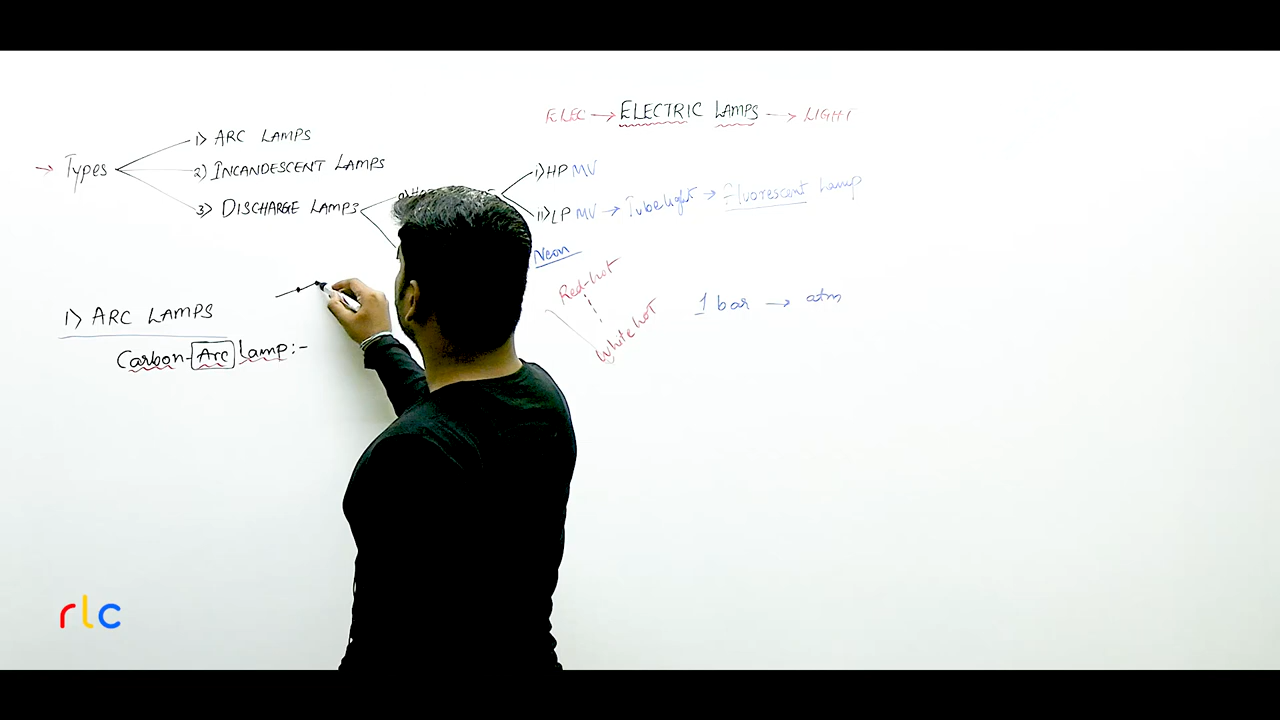 ELEC → ELECTRIC LAMPS → LIGHT
→ Types
1) ARC LAMPS
2) INCANDESCENT LAMPS
3) DISCHARGE LAMPS
i) HP MV
ii) LP MV → Tubelight → Fluorescent Lamp
Neon
Red-hot
White hot
1 bar → atm
1) ARC LAMPS
Carbon-Arc lamp:-
rlc